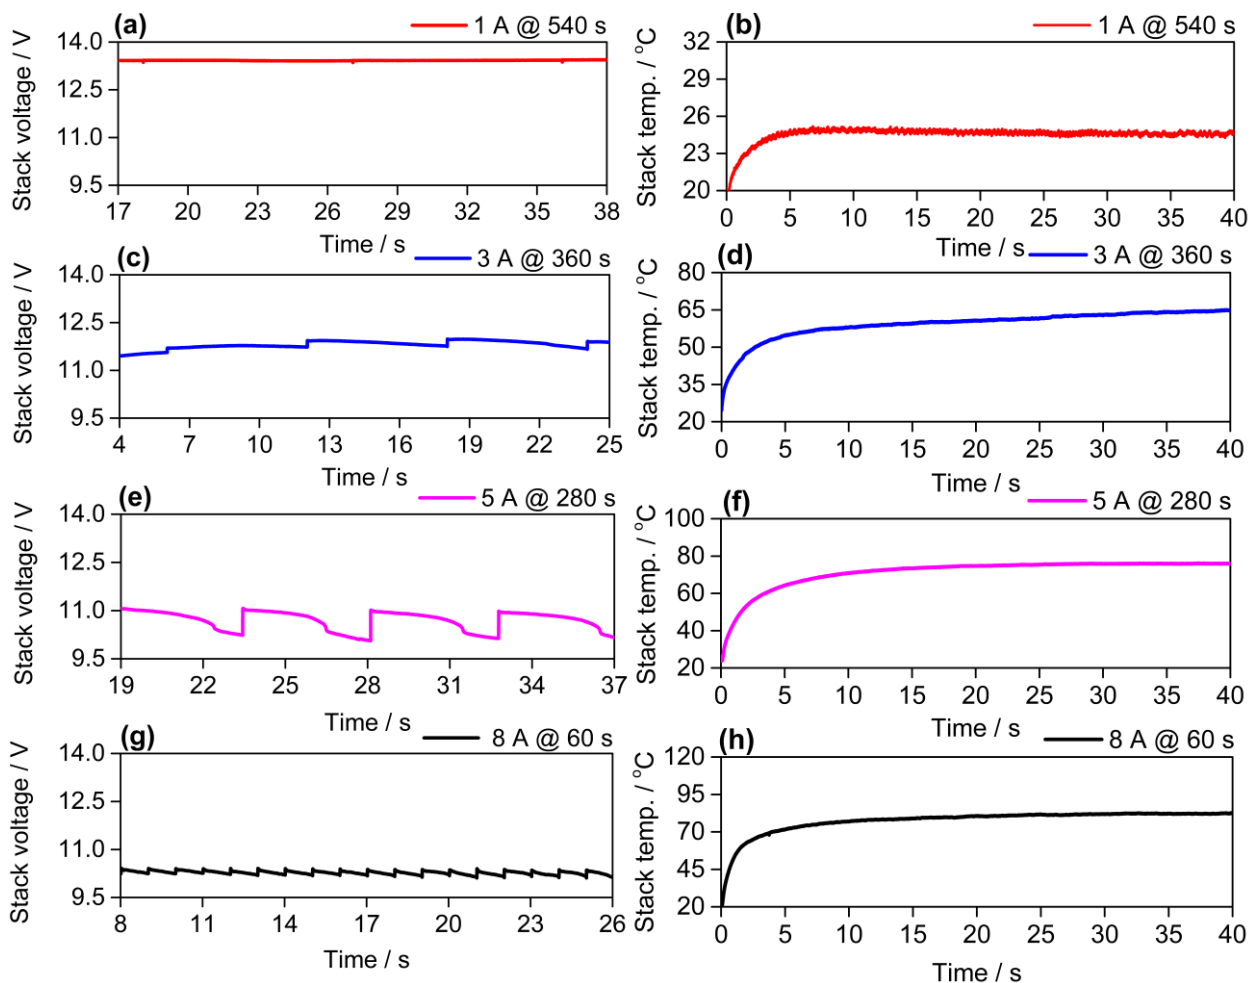 (a) 1 A @ 540 s
Stack voltage / V
14.0
12.5
11.0
9.5
17 20 23 26 29 32 35 38
Time / s
(b) 1 A @ 540 s
Stack temp. / °C
32
29
26
23
20
0 5 10 15 20 25 30 35 40
(c) 3 A @ 360 s
Stack voltage / V
14.0
12.5
11.0
9.5
4 7 10 13 16 19 22 25
Time / s
(d) 3 A @ 360 s
Stack temp. / °C
80
65
50
35
20
0 5 10 15 20 25 30 35 40
Time / s
(e) 5 A @ 280 s
Stack voltage / V
14.0
12.5
11.0
9.5
19 22 25 28 31 34 37
Time / s
(f) 5 A @ 280 s
Stack temp. / °C
100
80
60
40
20
0 5 10 15 20 25 30 35 40
Time / s
(g) 8 A @ 60 s
Stack voltage / V
14.0
12.5
11.0
9.5
8 11 14 17 20 23 26
Time / s
(h) 8 A @ 60 s
Stack temp. / °C
120
95
70
45
20
0 5 10 15 20 25 30 35 40
Time / s